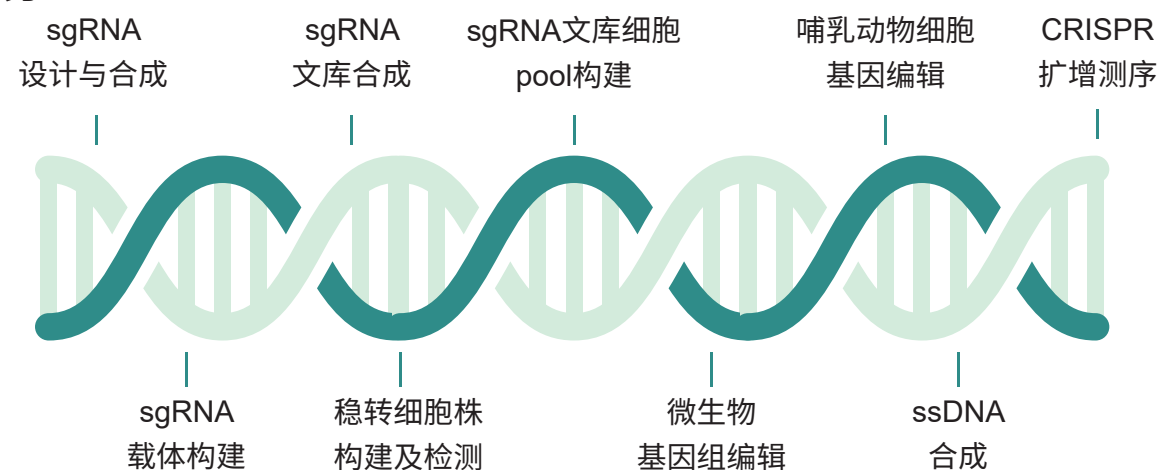 sgRNA
设计与合成
sgRNA
文库合成
sgRNA文库细胞
pool构建
哺乳动物细胞
基因编辑
CRISPR
扩增测序
sgRNA
载体构建
稳转细胞株
构建及检测
微生物
基因组编辑
ssDNA
合成